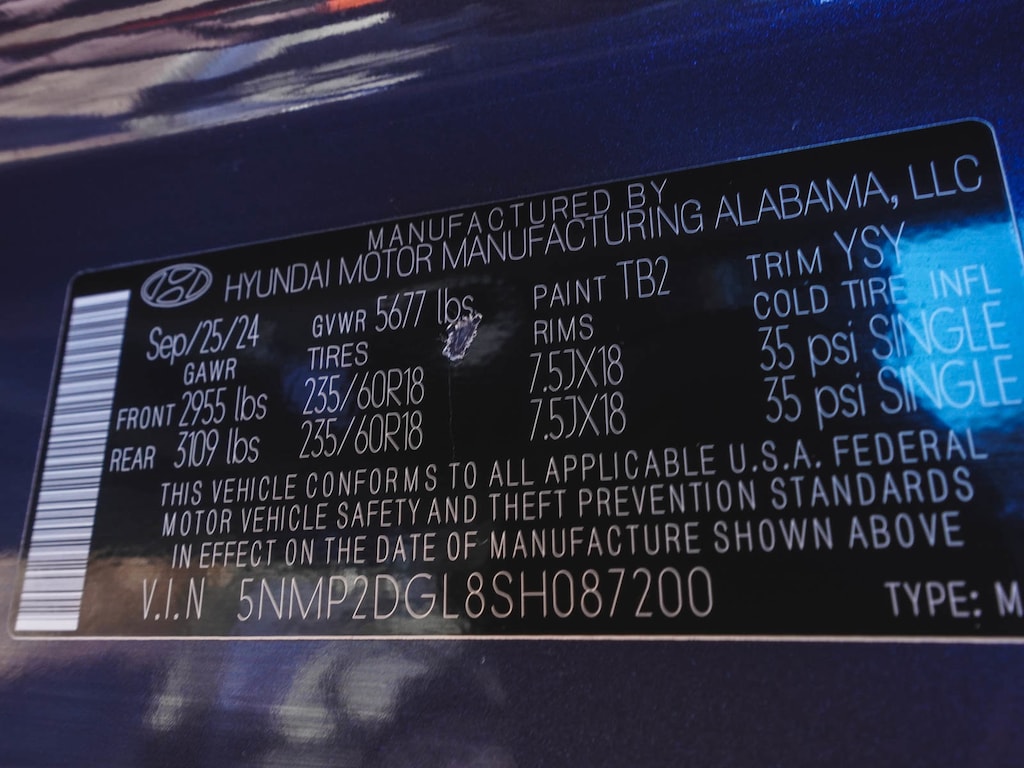 MANUFACTURED BY
HYUNDAI MOTOR MANUFACTURING ALABAMA, LLC
Sep/25/24 GVWR 5677 lbs PAINT TB2 TRIM YSY
GAWR TIRES RIMS COLD TIRE INFL
FRONT 2955 lbs 235/60R18 7.5JX18 35 psi SINGLE
REAR 3109 lbs 235/60R18 7.5JX18 35 psi SINGLE
THIS VEHICLE CONFORMS TO ALL APPLICABLE U.S.A. FEDERAL
MOTOR VEHICLE SAFETY AND THEFT PREVENTION STANDARDS
IN EFFECT ON THE DATE OF MANUFACTURE SHOWN ABOVE
V.I.N 5NMP2DGL8SH087200 TYPE: M